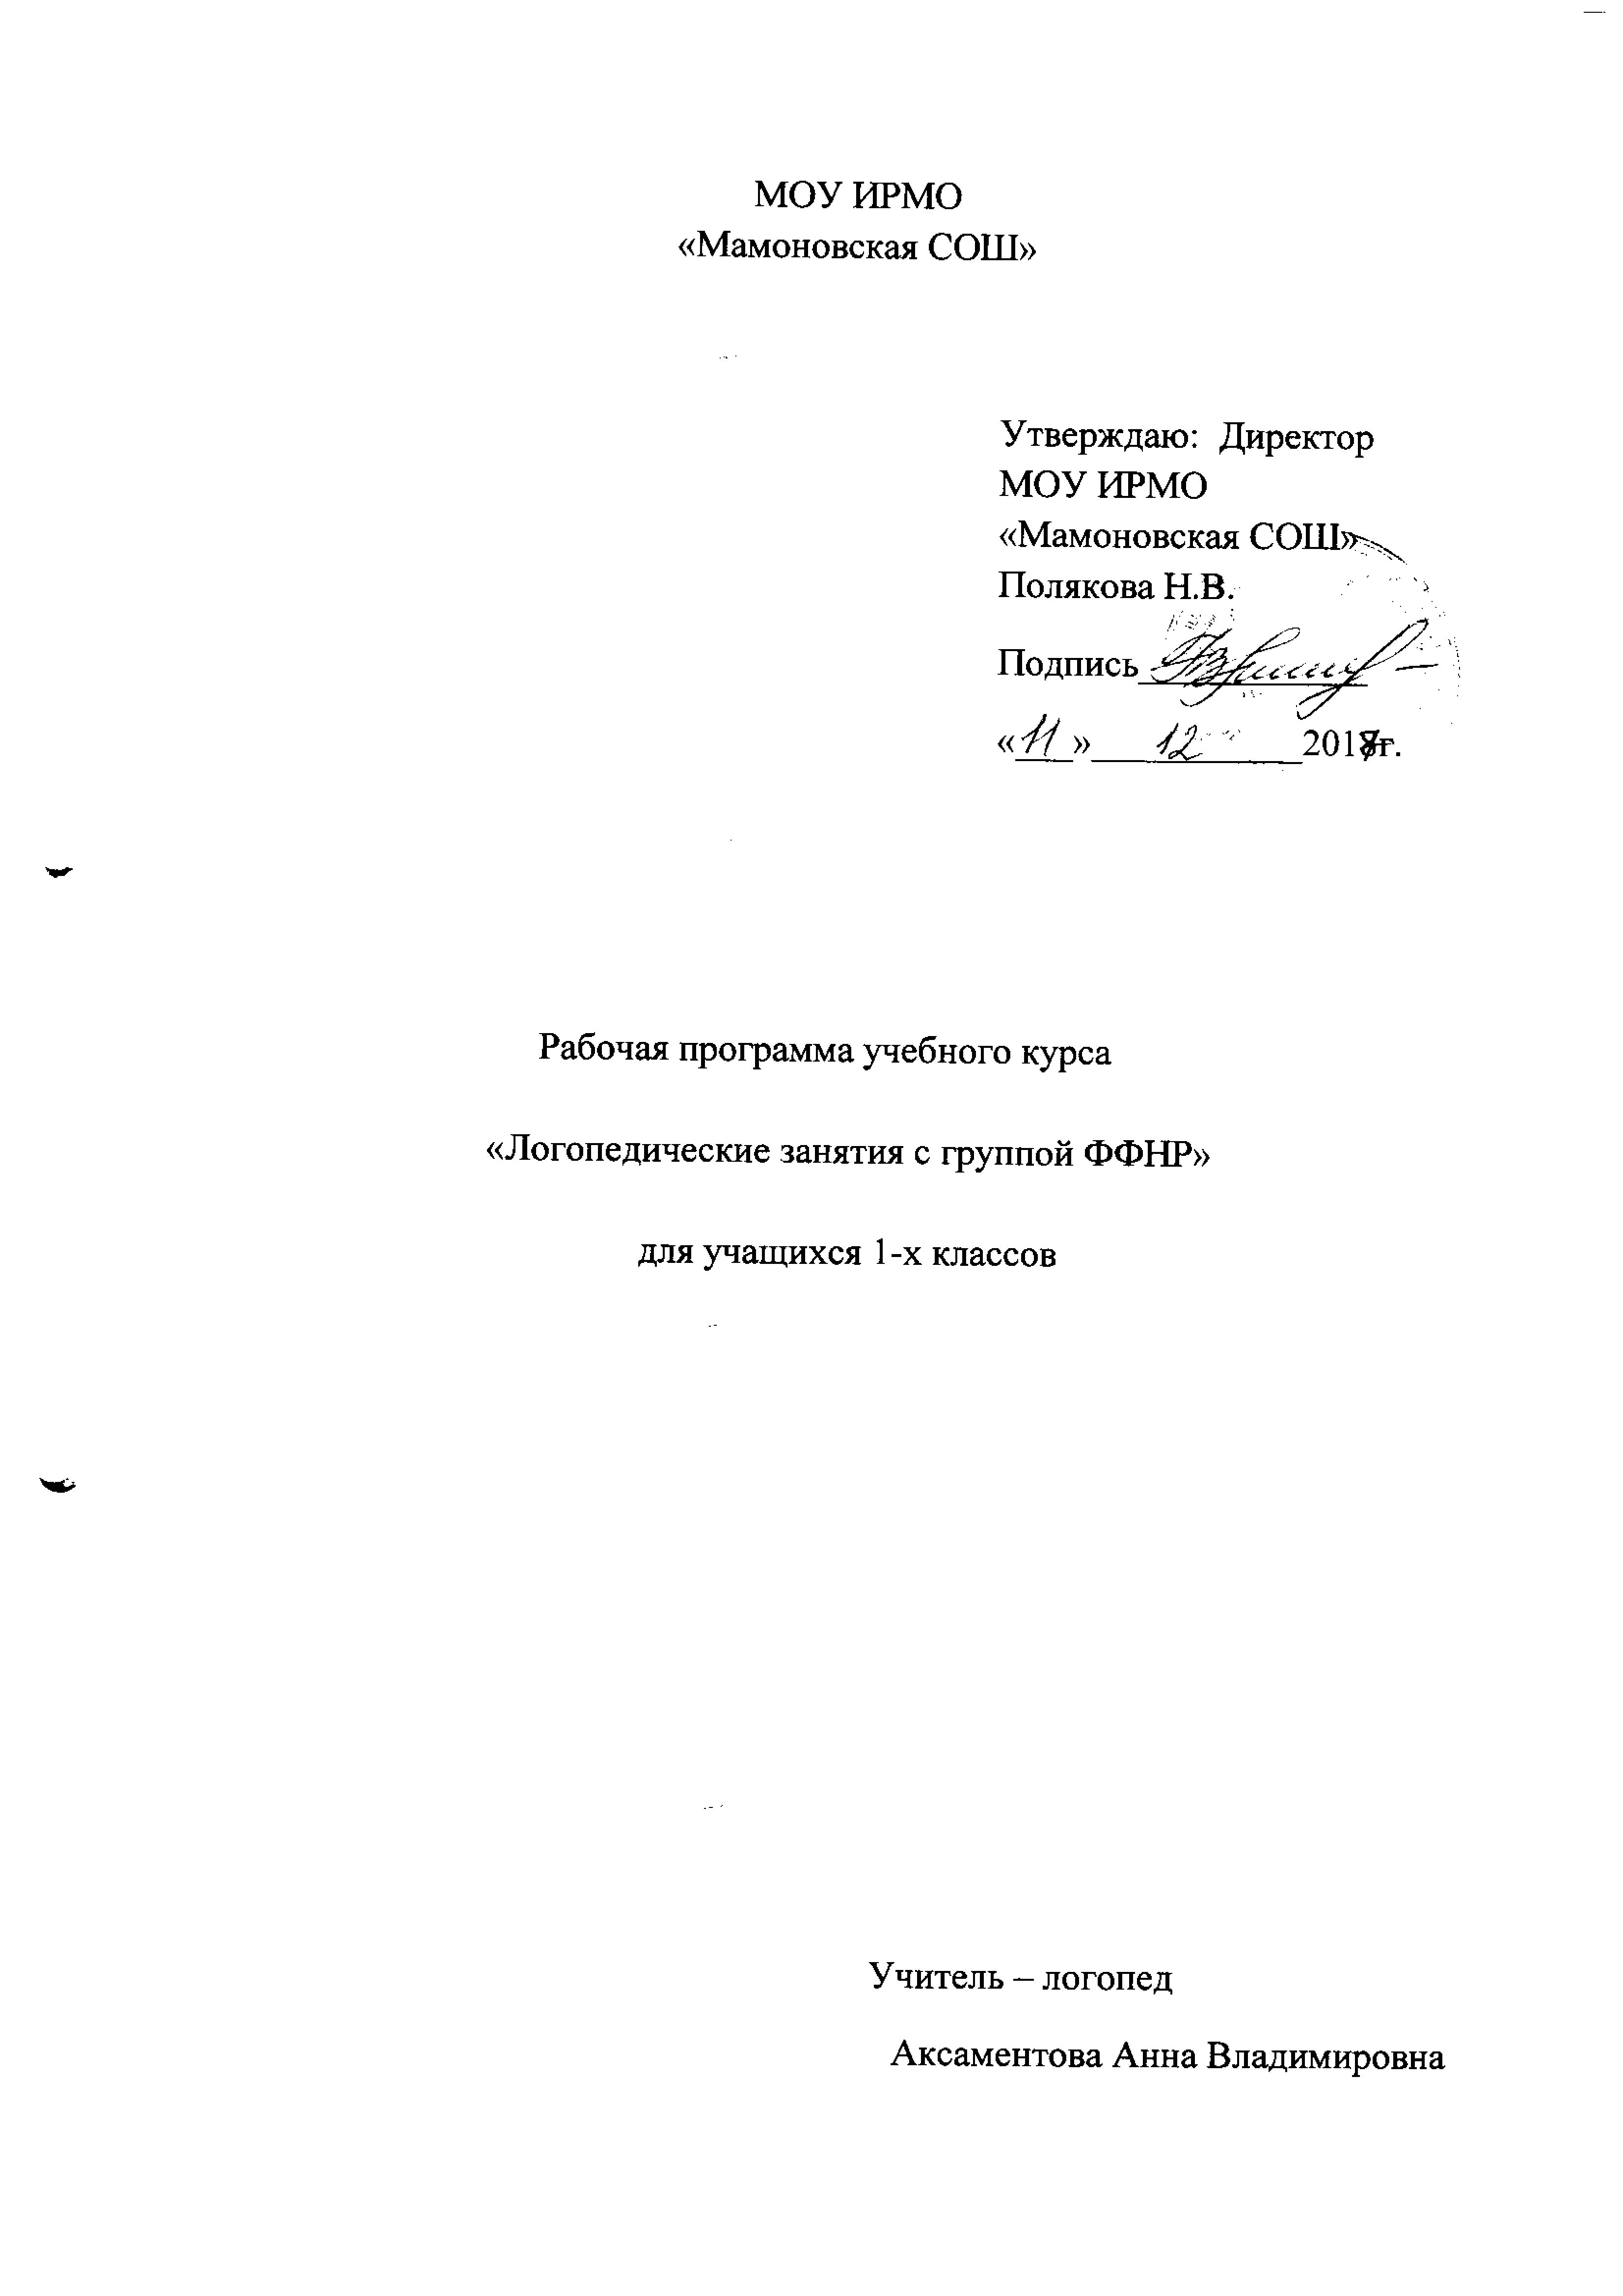 МОУ ИРМО
«Мамоновская СОШ»
Утверждаю: Директор
МОУ ИРМО
«Мамоновская СОШ»
Полякова Н.В.
Подпись
«11» 12 2017г.
Рабочая программа учебного курса
«Логопедические занятия с группой ФФНР»
для учащихся 1-х классов
Учитель – логопед
Аксаментова Анна Владимировна